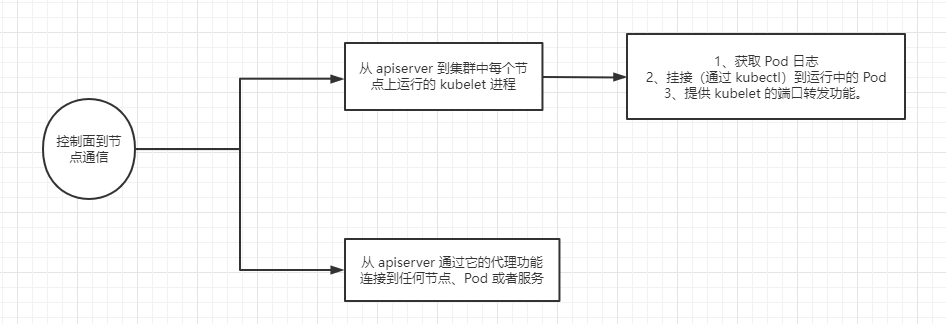 控制面到节
点通信
从 apiserver 到集群中每个节
点上运行的 kubelet 进程
1、获取 Pod 日志
2、挂接（通过 kubectl）到运行中的 Pod
3、提供 kubelet 的端口转发功能。
从 apiserver 通过它的代理功能
连接到任何节点、Pod 或者服务